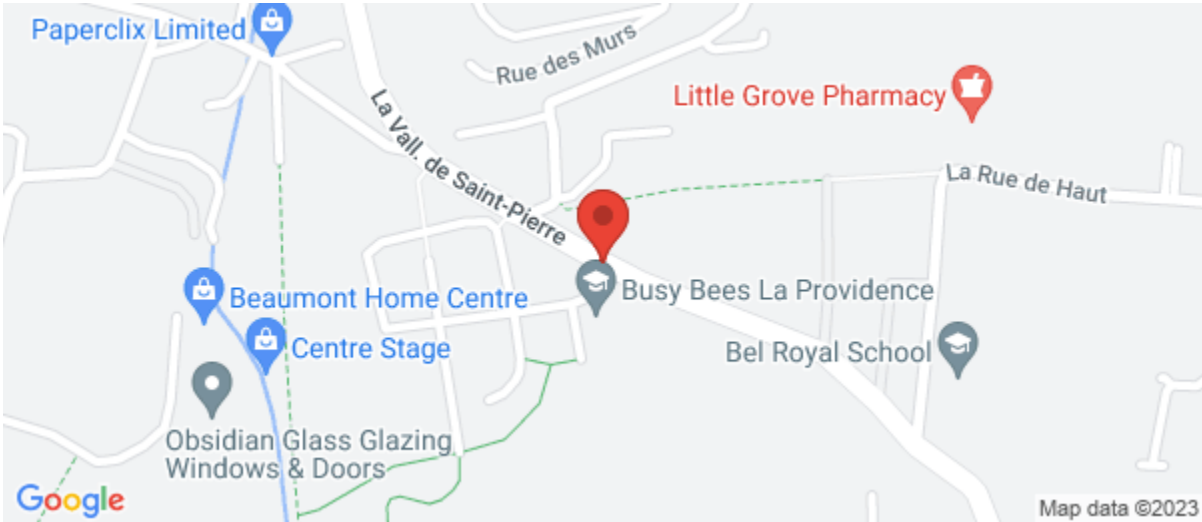 Paperclix Limited
Rue des Murs
Little Grove Pharmacy
La Vall. de Saint-Pierre
La Rue de Haut
Busy Bees La Providence
Beaumont Home Centre
Centre Stage
Bel Royal School
Obsidian Glass Glazing
Windows & Doors
Google
Map data ©2023